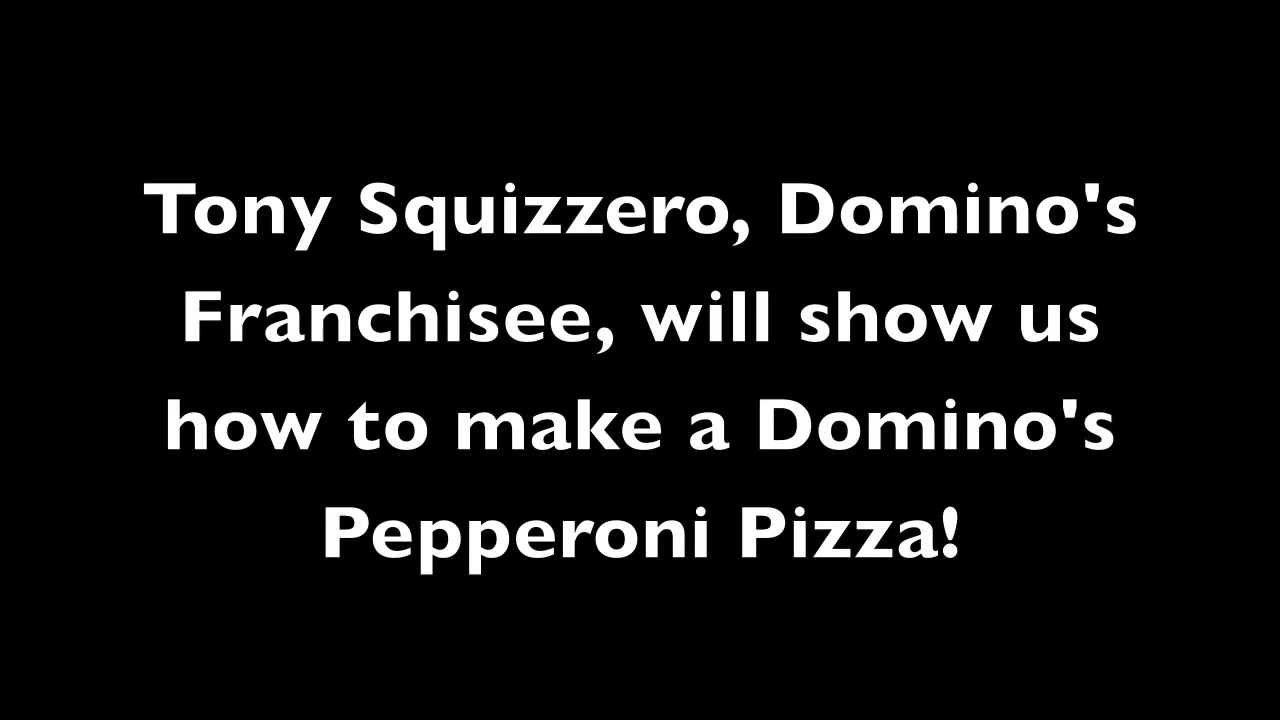 Tony Squizzero, Domino's
Franchisee, will show us
how to make a Domino's
Pepperoni Pizza!